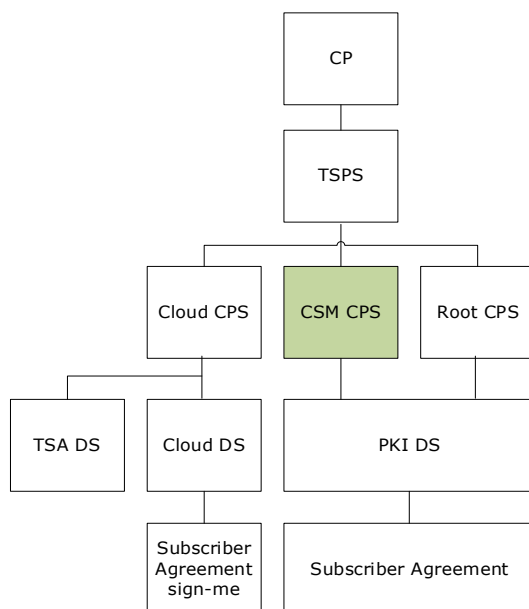 CP
TSPS
Cloud CPS
CSM CPS
Root CPS
TSA DS
Cloud DS
PKI DS
Subscriber
Agreement
sign-me
Subscriber Agreement